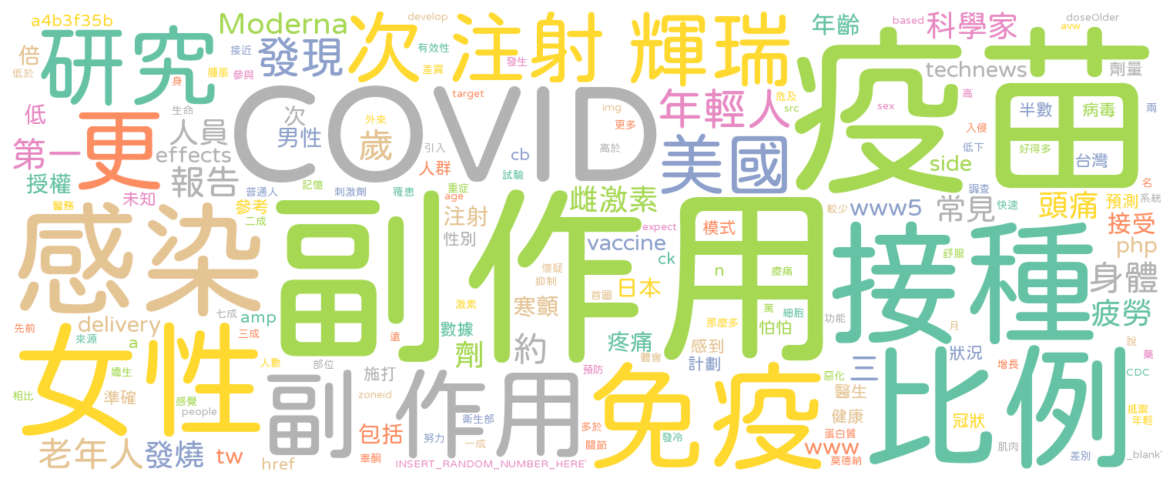 a4b3f35b
Moderna
develop
based
doseOlder
avw
研究
倍
低於
接近
發現
次
注射
有效性
差異
輝瑞
年齡
科學家
疫苗
technews
劑量
腫脹
參與
身
發生
低
更
生命
人員
次
男性
COVID
target
img
更多
年輕人
危及
src
sex
高
半數
病毒
兩
第一
effects
歲
外來
引入
cb
人群
高於
試驗
美國
入侵
低下
好得多
台灣
side
授權
未知
報告
普通人
記憶
刺激劑
罹患
重症
age
雌激素
調查
名
系統
醫務
參考
二成
感染
副作用
注射
性別
vaccine
ck
expect
模式
較少
www5
常見
快速
頭痛
預測
接受
php
n
痠痛
懷疑
抑制
日本
首圖
寒顫
激素
舒服
接種
身體
疲勞
七成
amp
三成
先前
來源
delivery
a
數據
劑
約
遠
疼痛
那麼多
罵
怕怕
細胞
功能
月
說
藥
女性
人數
部位
施打
感到
計劃
體會
三
狀況
增長
CDC
相比
衛生
準確
感覺
people
副作用
zoneid
預防
免疫
惡化
醫生
健康
比例
冠狀
年輕
老年人
發燒
tw
href
睪酮
包括
努力
衛生部
一成
INSERT_RANDOM_NUMBER_HERE'
多於
關節
發冷
蛋白質
www
莫德納
肌肉
差別
_blank'